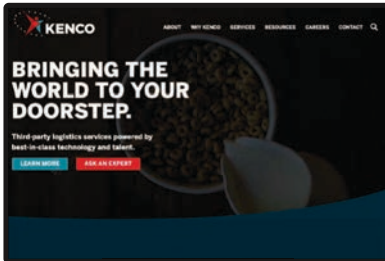 KENCO
ABOUT WHY KENCO SERVICES RESOURCES CAREERS CONTACT
BRINGING THE
WORLD TO YOUR
DOORSTEP.
Third-party logistics services powered by
best-in-class technology and talent.
LEARN MORE ASK AN EXPERT